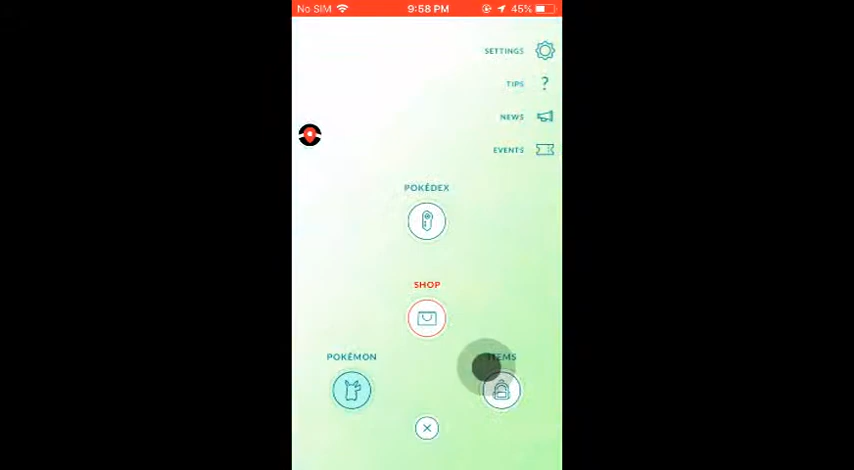 No SIM 9:58 PM 45%
SETTINGS
TIPS
?
NEWS
EVENTS
POKÉDEX
SHOP
POKÉMON ITEMS